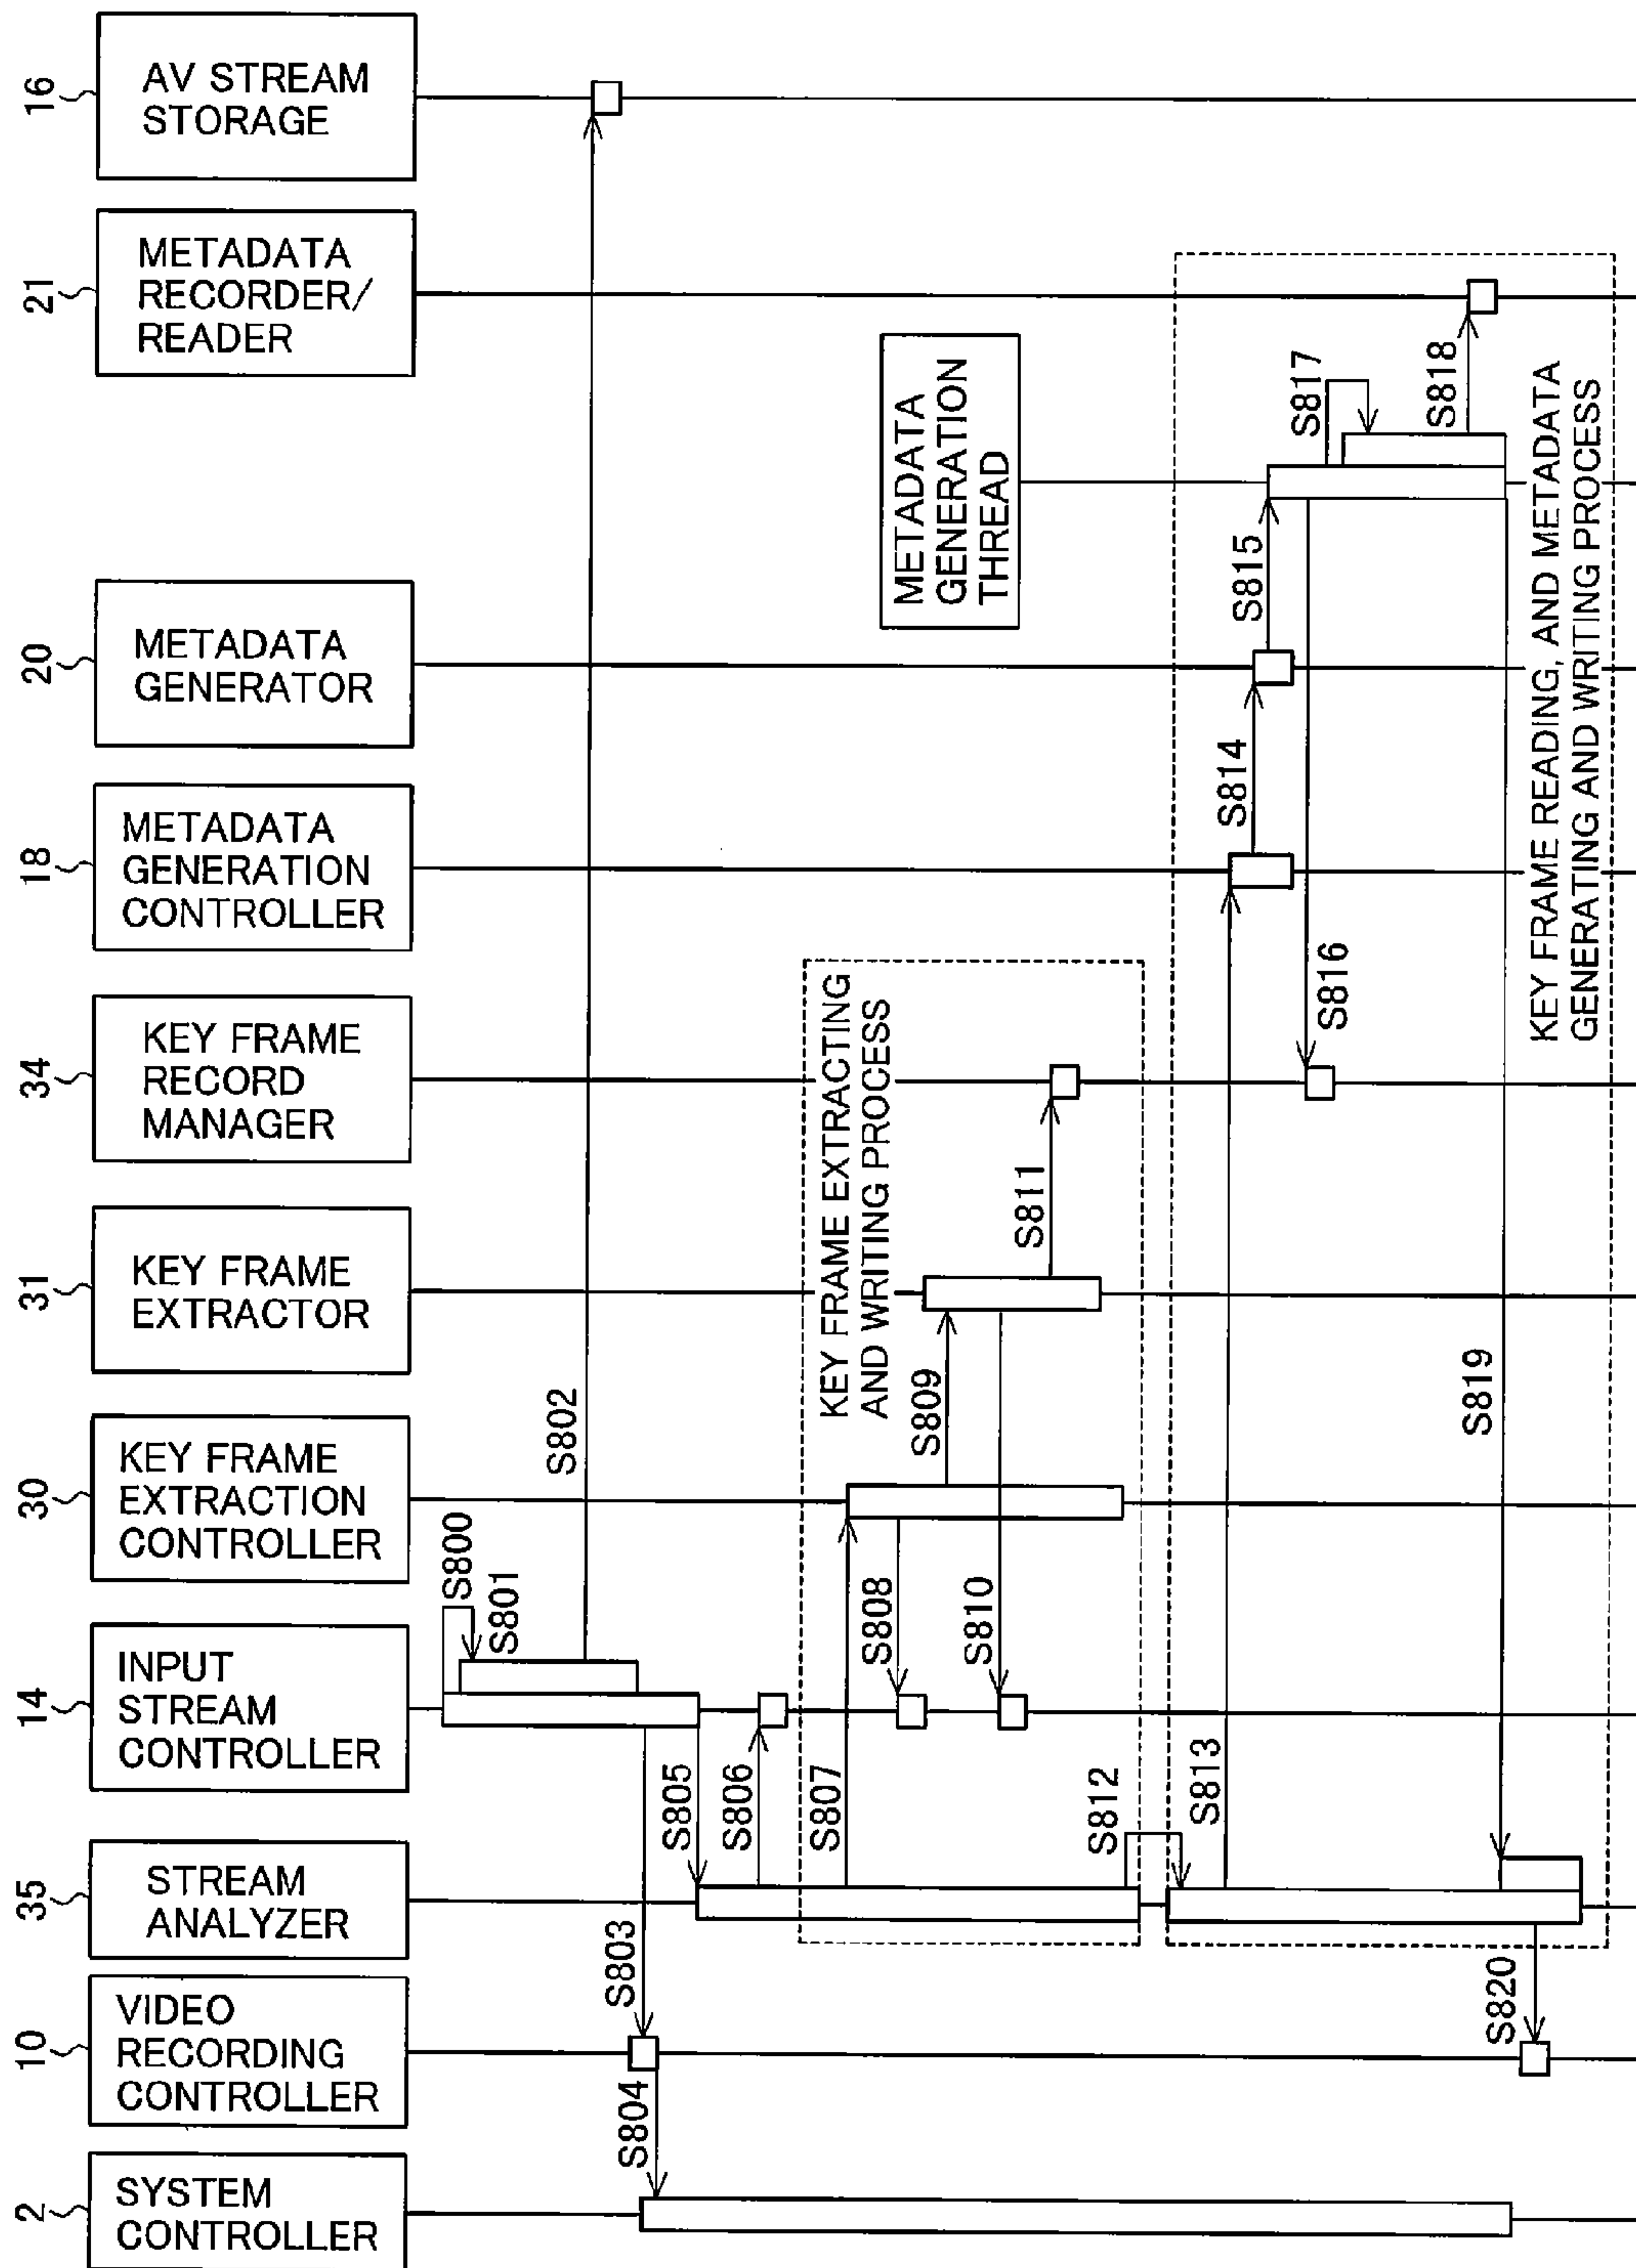 16
AV STREAM
STORAGE
21
METADATA
RECORDER/
READER
20
METADATA
GENERATOR
18
METADATA
GENERATION
CONTROLLER
34
KEY FRAME
RECORD
MANAGER
31
KEY FRAME
EXTRACTOR
30
KEY FRAME
EXTRACTION
CONTROLLER
14
INPUT
STREAM
CONTROLLER
35
STREAM
ANALYZER
10
VIDEO
RECORDING
CONTROLLER
2
SYSTEM
CONTROLLER
METADATA
GENERATION
THREAD
S800
S801
S802
S803
S804
S805
S806
KEY FRAME EXTRACTING
AND WRITING PROCESS
S807
S808
S809
S810
S811
S812
S813
S814
S815
S816
S817
S818
S819
S820
KEY FRAME READING, AND METADATA
GENERATING AND WRITING PROCESS